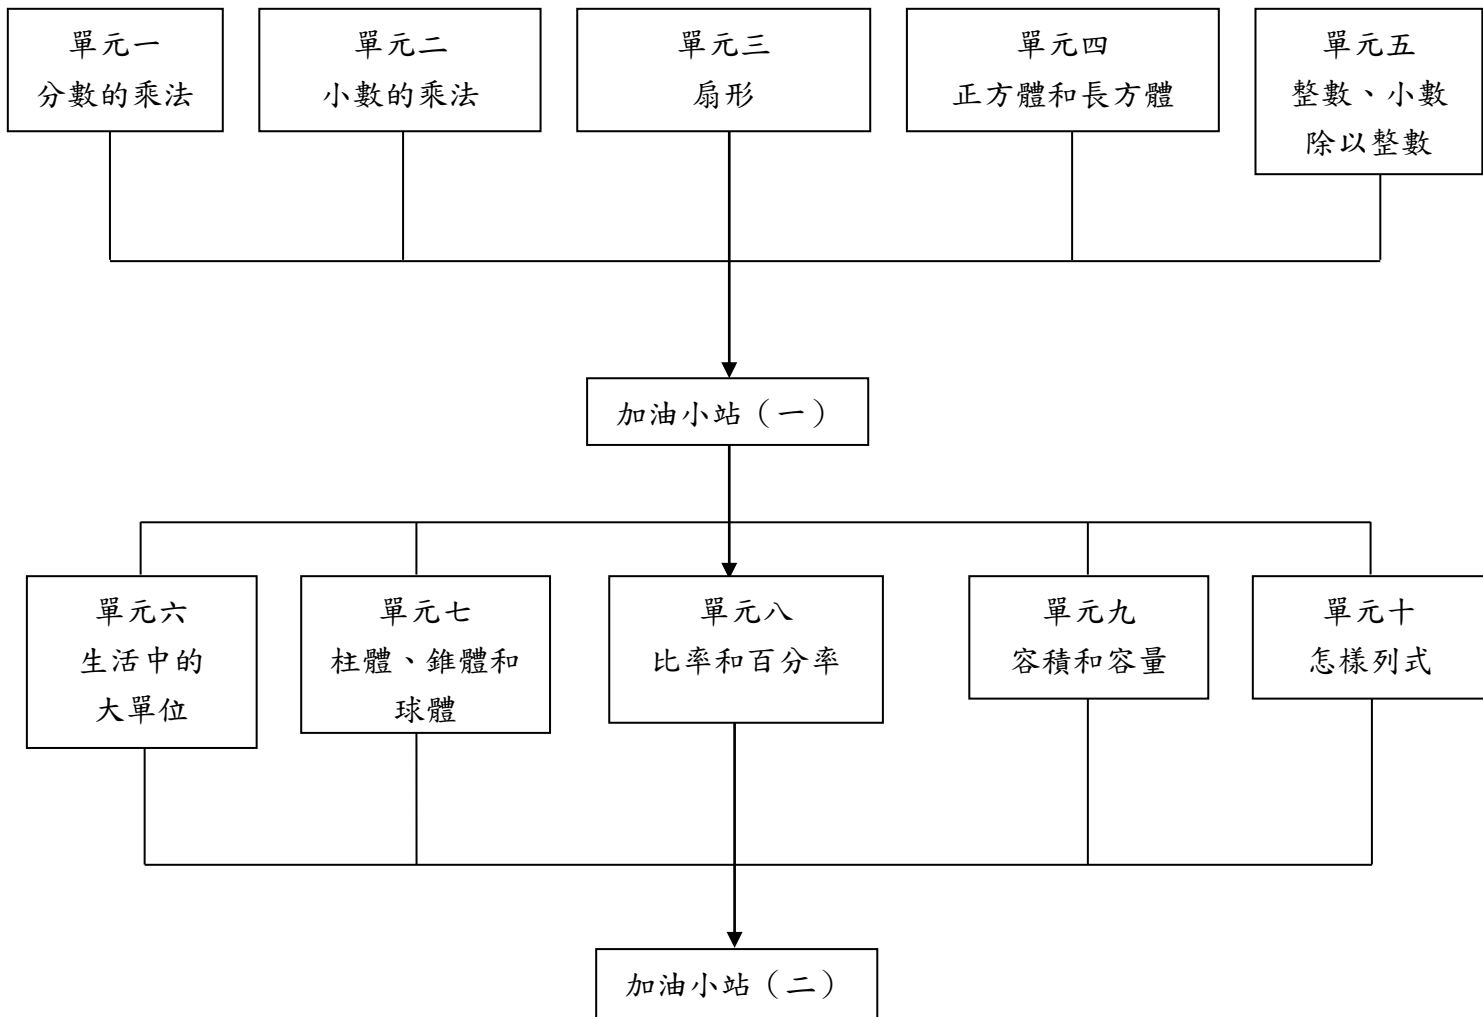 單元一
分數的乘法
單元二
小數的乘法
單元三
扇形
單元四
正方體和長方體
單元五
整數、小數
除以整數
加油小站（一）
單元六
生活中的
大單位
單元七
柱體、錐體和
球體
單元八
比率和百分率
單元九
容積和容量
單元十
怎樣列式
加油小站（二）